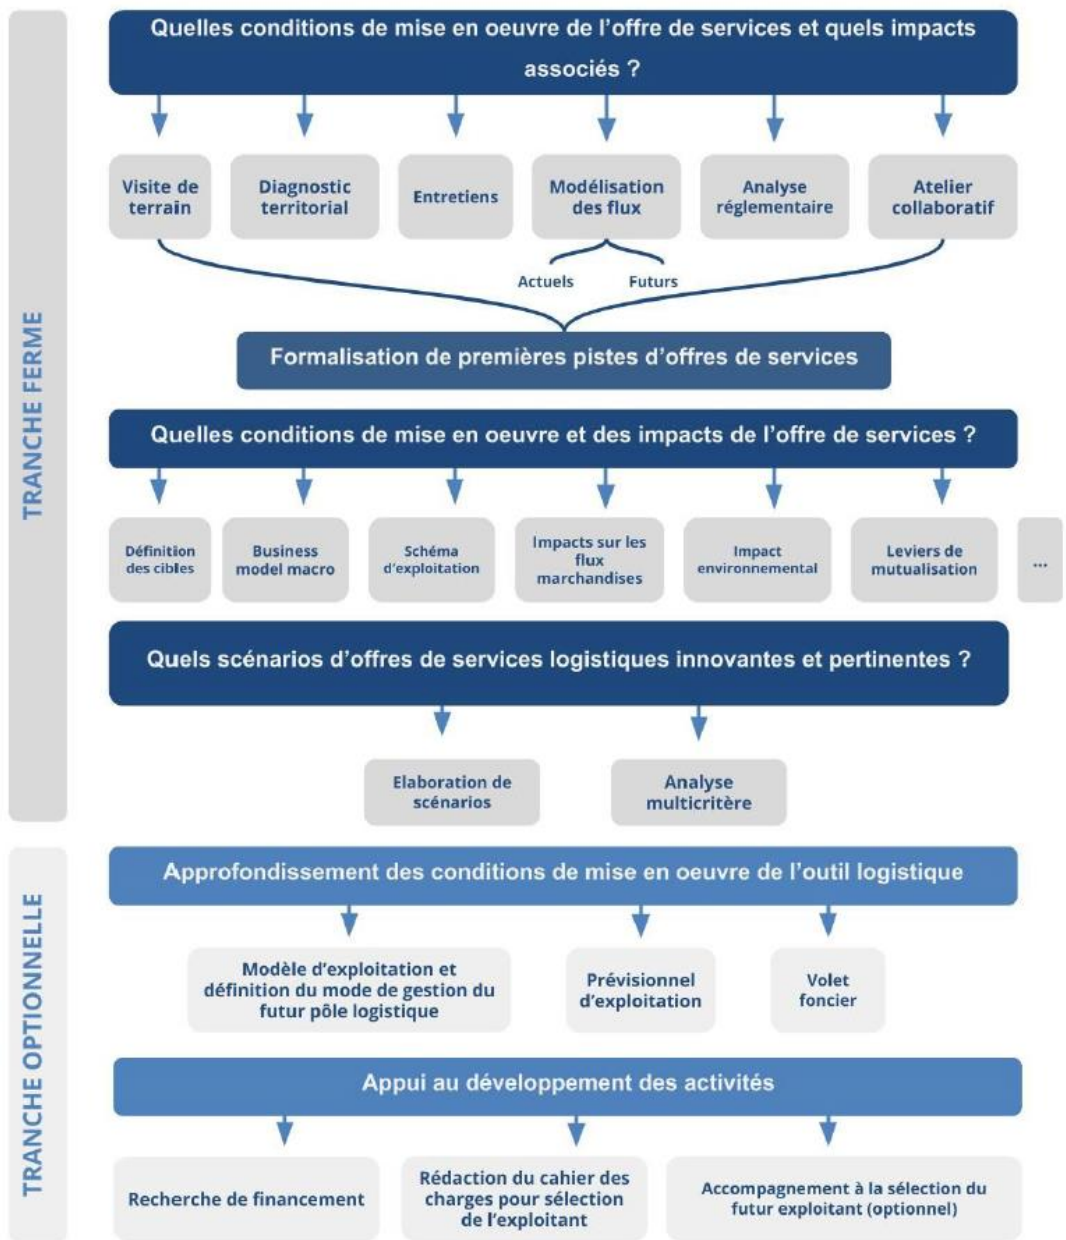 TRANCHE FERME
Quelles conditions de mise en oeuvre de l'offre de services et quels impacts
associés ?
Visite de
terrain
Diagnostic
territorial
Entretiens
Modélisation
des flux
Analyse
réglementaire
Atelier
collaboratif
Actuels
Futurs
Formalisation de premières pistes d'offres de services
Quelles conditions de mise en oeuvre et des impacts de l'offre de services ?
Définition
des cibles
Business
model macro
Schéma
d'exploitation
Impacts sur les
flux
marchandises
Impact
environnemental
Leviers de
mutualisation
...
Quels scénarios d'offres de services logistiques innovantes et pertinentes ?
Elaboration de
scénarios
Analyse
multicritère
TRANCHE OPTIONNELLE
Approfondissement des conditions de mise en oeuvre de l'outil logistique
Modèle d'exploitation et
définition du mode de gestion du
futur pôle logistique
Prévisionnel
d'exploitation
Volet
foncier
Appui au développement des activités
Recherche de financement
Rédaction du cahier des
charges pour sélection
de l'exploitant
Accompagnement à la sélection du
futur exploitant (optionnel)